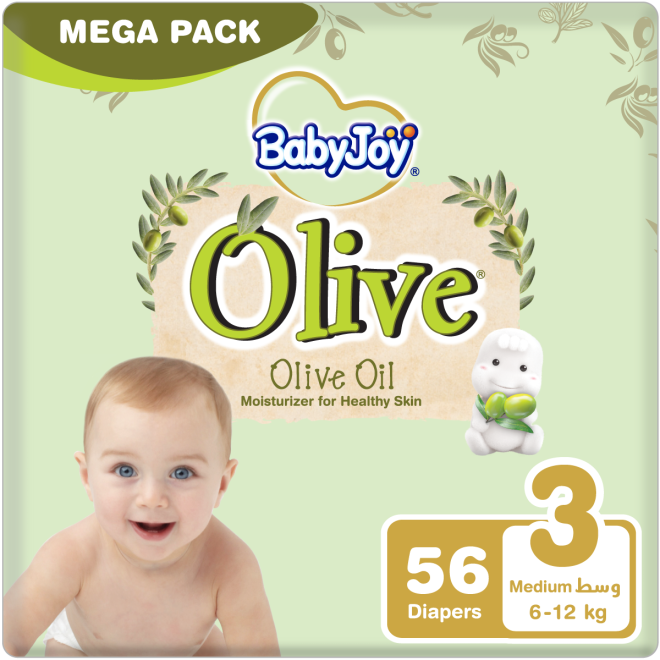 MEGA PACK
BabyJoy®
Olive®
Olive Oil
Moisturizer for Healthy Skin
3
56
Diapers
Medium وسط
6-12 kg